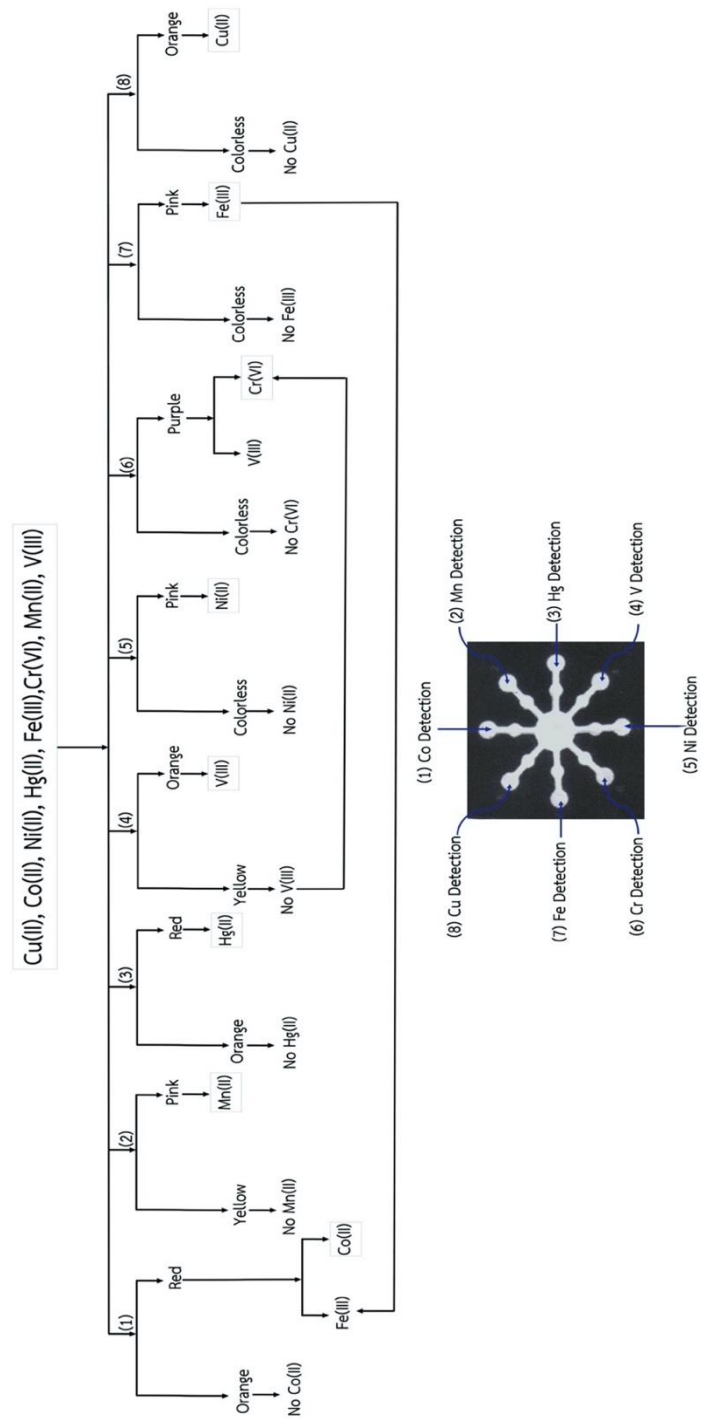 Cu(II), Co(II), Ni(II), Hg(II), Fe(III),Cr(VI), Mn(II), V(III)
(1)
(2)
(3)
(4)
(5)
(6)
(7)
(8)
Orange
No Co(II)
Red
Fe(III)
Co(II)
Yellow
No Mn(II)
Pink
Mn(II)
Orange
No Hg(II)
Red
Hg(II)
Yellow
No V(III)
Orange
V(III)
Colorless
No Ni(II)
Pink
Ni(II)
Colorless
No Cr(VI)
Purple
V(III)
Cr(VI)
Colorless
No Fe(III)
Pink
Fe(III)
Colorless
No Cu(II)
Orange
Cu(II)
(1) Co Detection
(2) Mn Detection
(3) Hg Detection
(4) V Detection
(5) Ni Detection
(6) Cr Detection
(7) Fe Detection
(8) Cu Detection